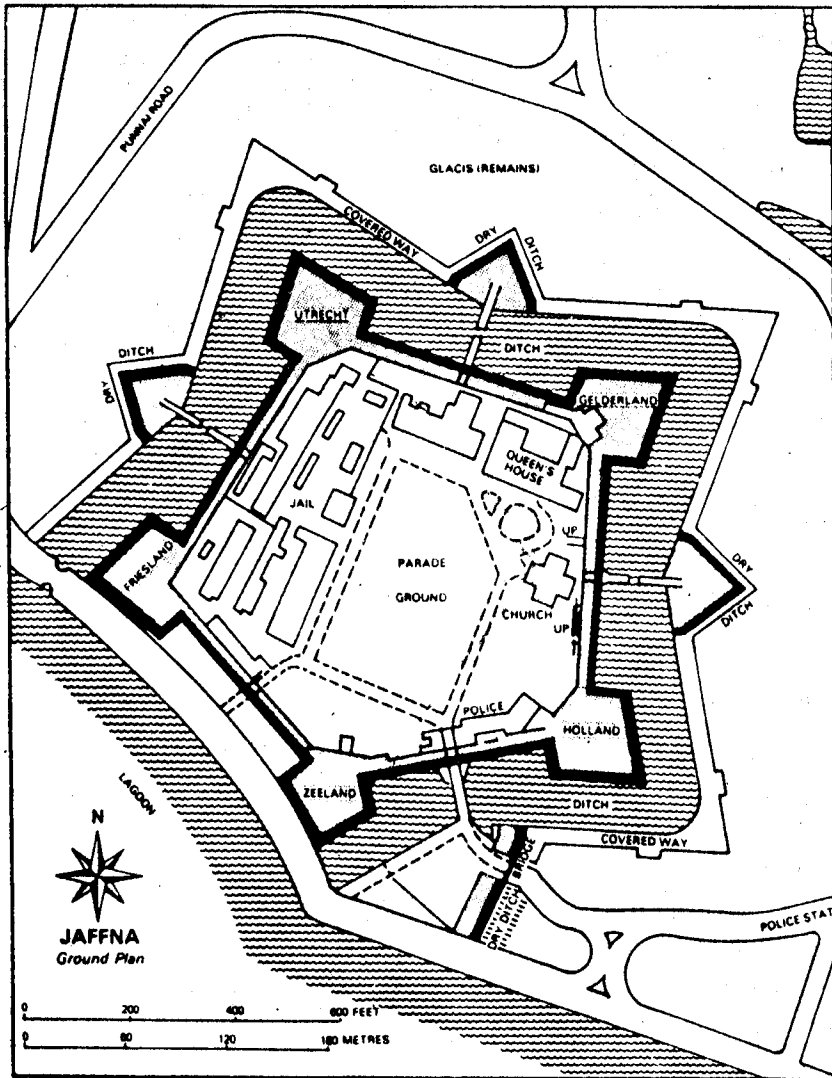 PUNNAI ROAD
GLACIS (REMAINS)
COVERED WAY
DRY
DITCH
UTRECHT
DITCH
DITCH
DRY
GELDERLAND
QUEEN'S
HOUSE
JAIL
UP
FRIESLAND
PARADE
GROUND
DRY
DITCH
CHURCH
UP
POLICE
HOLLAND
ZEELAND
LAGOON
DITCH
COVERED WAY
BRIDGE
DRY DITCH
POLICE STAT
N
JAFFNA
Ground Plan
0 200 400 600 FEET
0 60 120 180 METRES